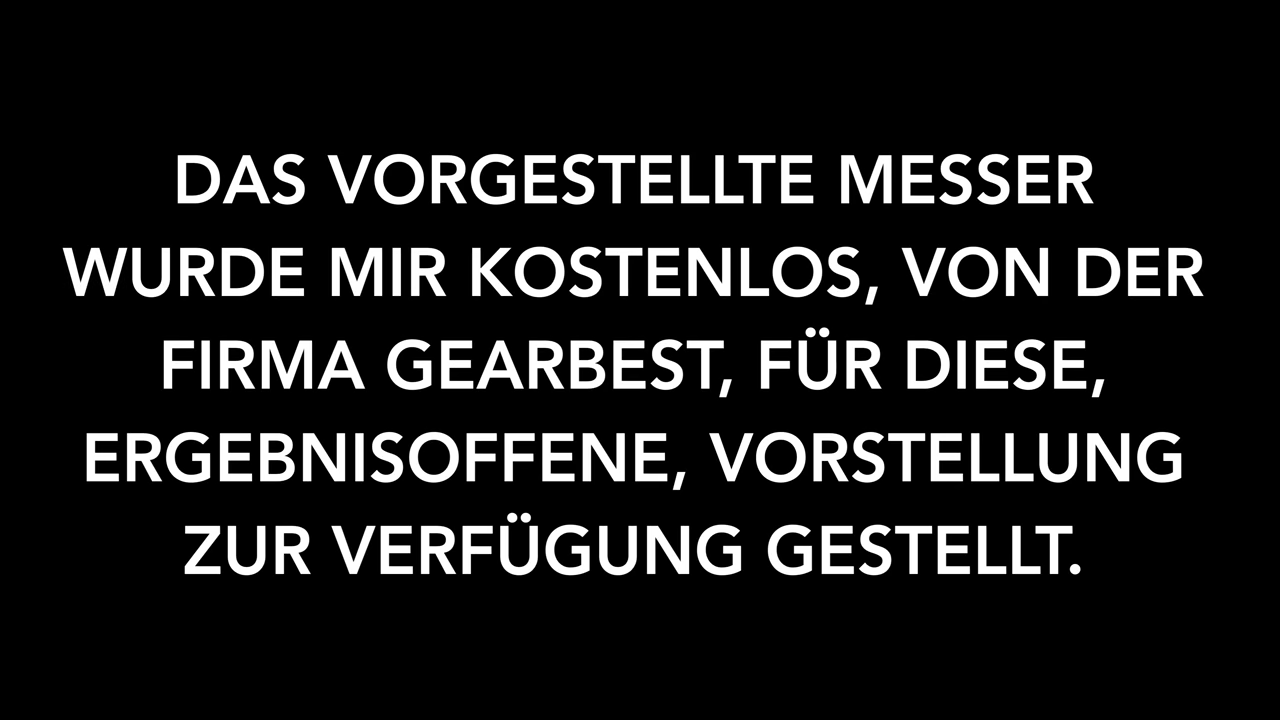 DAS VORGESTELLTE MESSER
WURDE MIR KOSTENLOS, VON DER
FIRMA GEARBEST, FÜR DIESE,
ERGEBNISOFFENE, VORSTELLUNG
ZUR VERFÜGUNG GESTELLT.